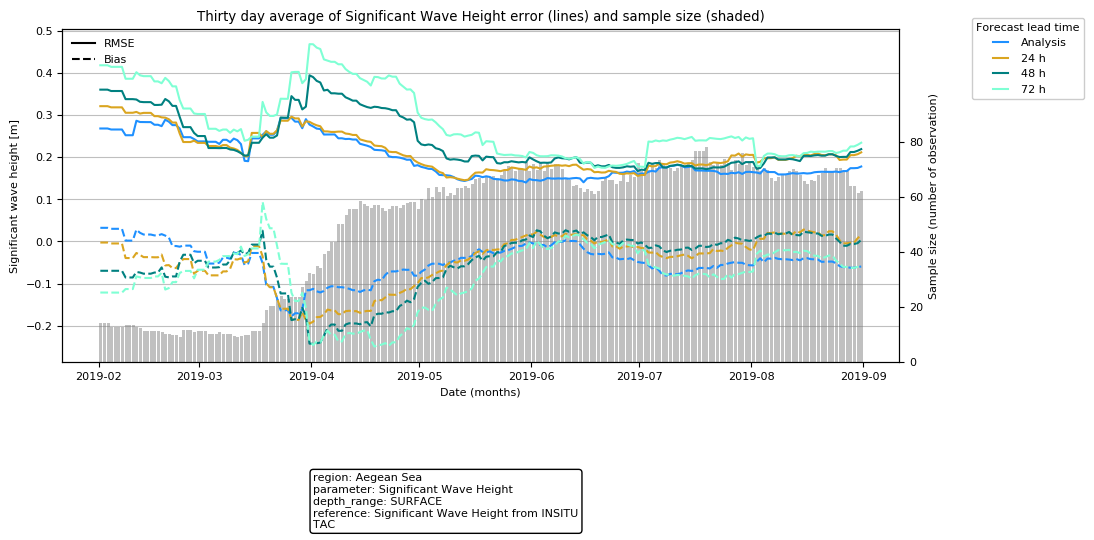 Thirty day average of Significant Wave Height error (lines) and sample size (shaded)
Forecast lead time
Analysis
24 h
48 h
72 h
RMSE
Bias
Significant wave height [m]
0.5
0.4
0.3
0.2
0.1
0.0
−0.1
−0.2
Sample size (number of observation)
80
60
40
20
0
2019-02
2019-03
2019-04
2019-05
2019-06
2019-07
2019-08
2019-09
Date (months)
region: Aegean Sea
parameter: Significant Wave Height
depth_range: SURFACE
reference: Significant Wave Height from INSITU
TAC